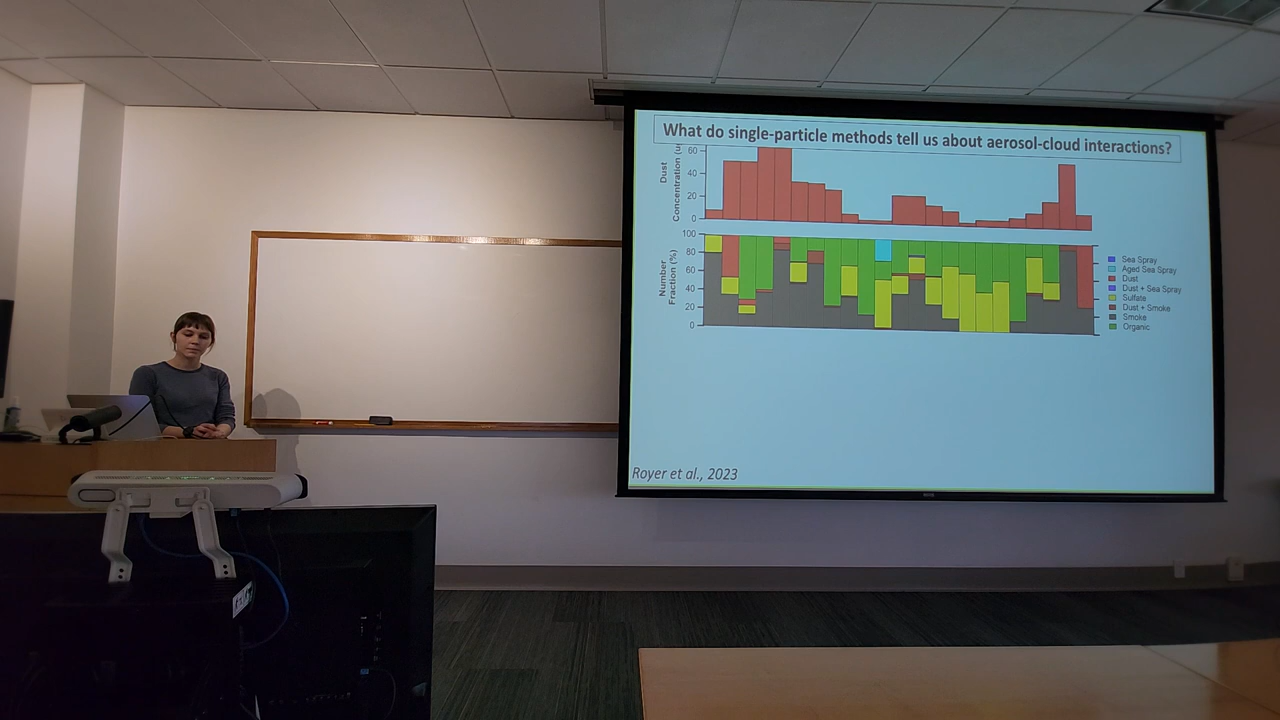 What do single-particle methods tell us about aerosol-cloud interactions?
Dust
Concentration (u
60
40
20
0
Number
Fraction (%)
100
80
60
40
20
0
Sea Spray
Aged Sea Spray
Dust
Dust + Sea Spray
Sulfate
Dust + Smoke
Smoke
Organic
Royer et al., 2023